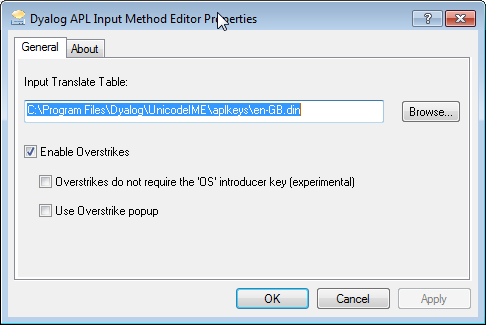 Dyalog APL Input Method Editor Properties
General About
Input Translate Table:
C:\Program Files\Dyalog\UnicodeIME\aplkeys\en-GB.din
Browse...
Enable Overstrikes
Overstrikes do not require the 'OS' introducer key (experimental)
Use Overstrike popup
OK Cancel Apply